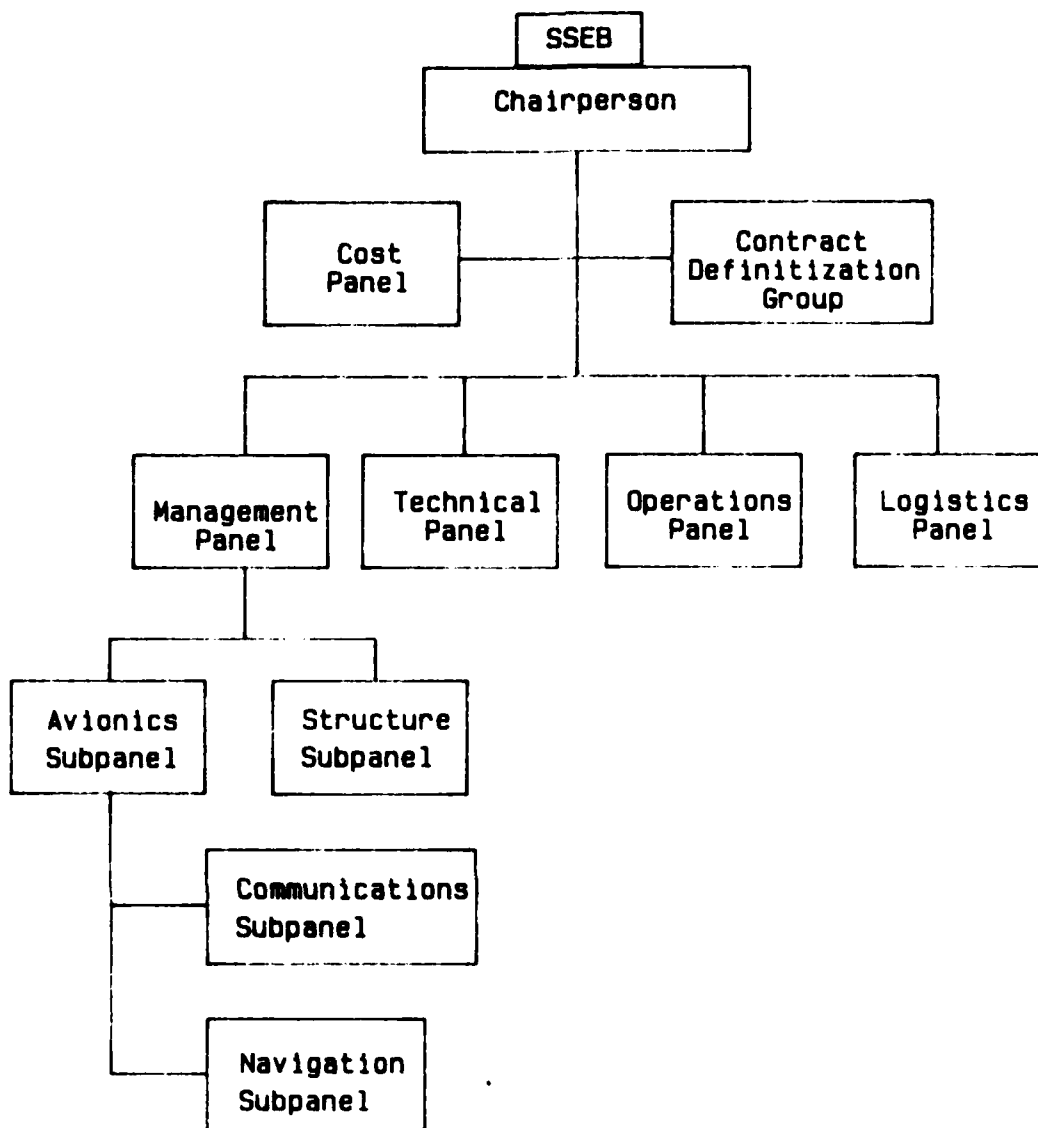 SSEB
Chairperson
Cost
Panel
Contract
Definitization
Group
Management
Panel
Technical
Panel
Operations
Panel
Logistics
Panel
Avionics
Subpanel
Structure
Subpanel
Communications
Subpanel
Navigation
Subpanel